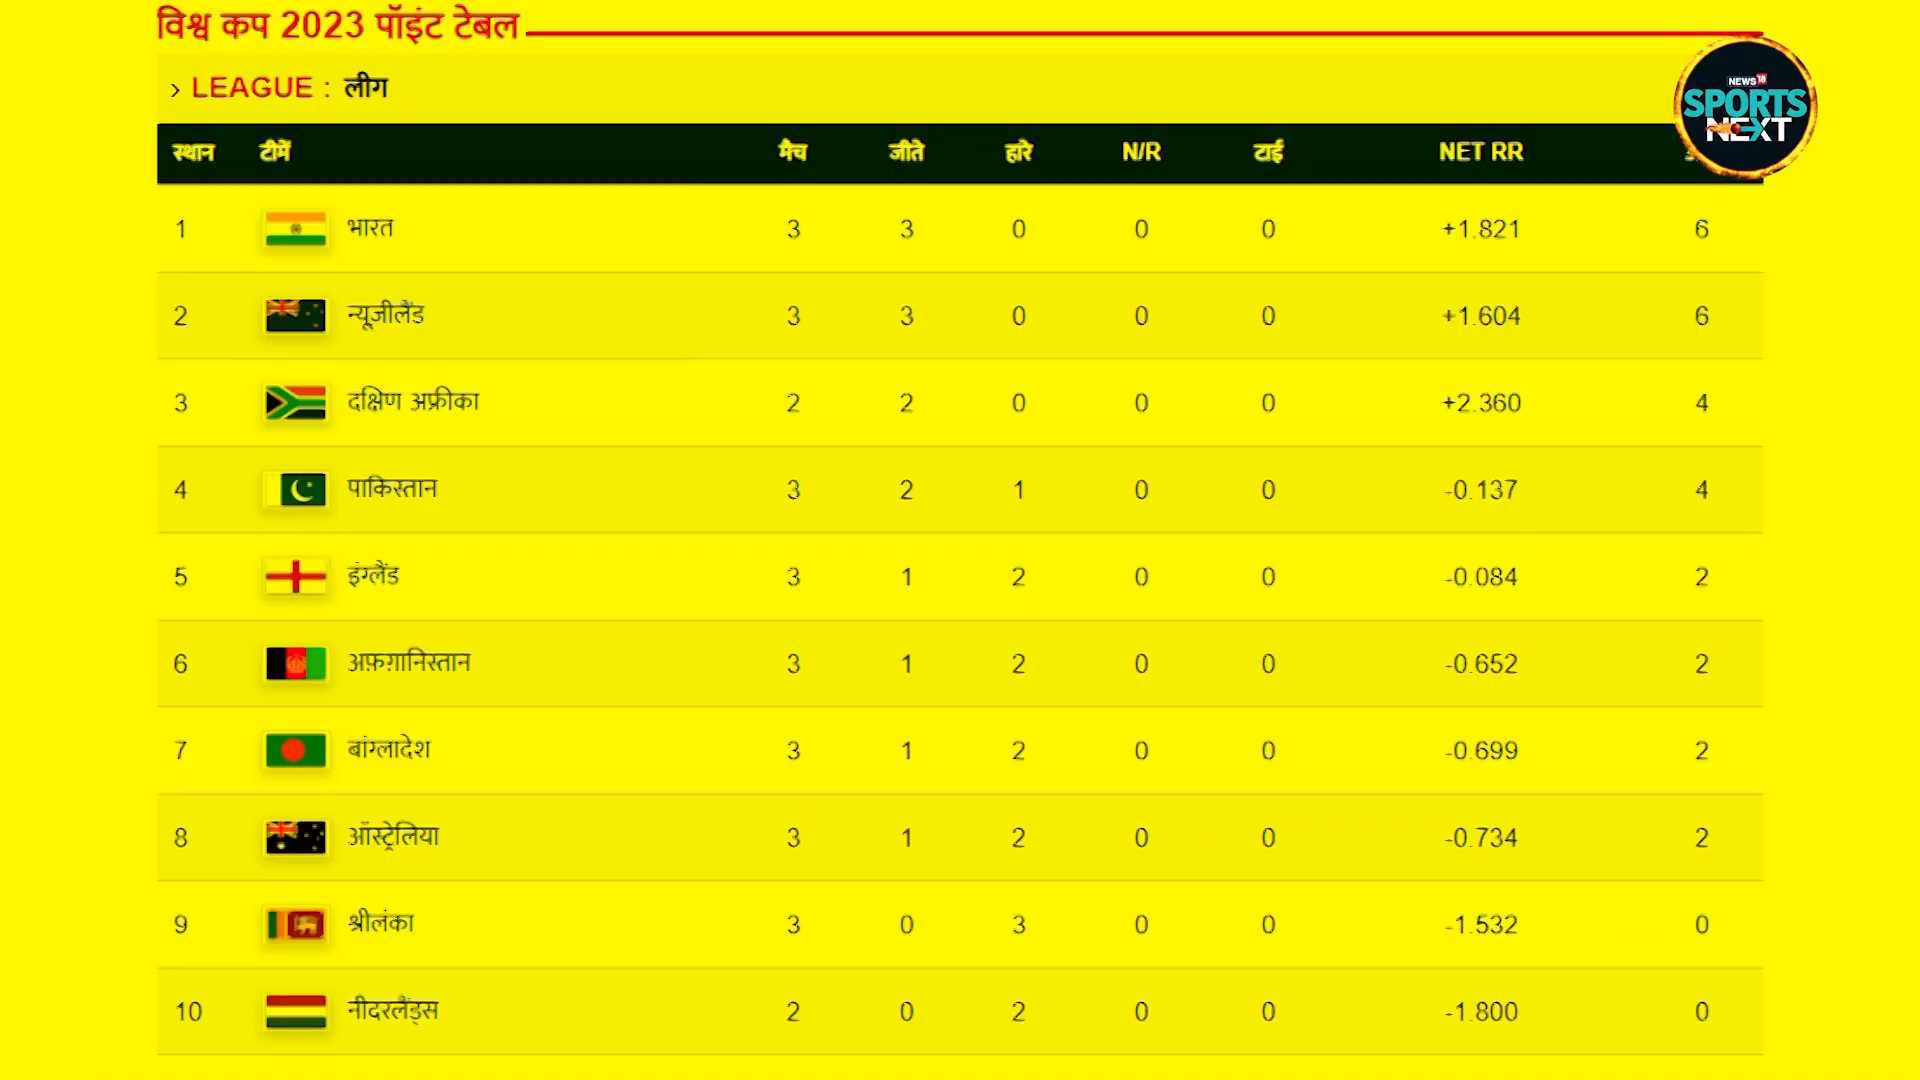 विश्व कप 2023 पॉइंट टेबल
› LEAGUE : लीग
NEWS18
SPORTS
NEXT
स्थान टीमें मैच जीते हारे N/R टाई NET RR
1 भारत 3 3 0 0 0 +1.821 6
2 न्यूज़ीलैंड 3 3 0 0 0 +1.604 6
3 दक्षिण अफ़्रीका 2 2 0 0 0 +2.360 4
4 पाकिस्तान 3 2 1 0 0 -0.137 4
5 इंग्लैंड 3 1 2 0 0 -0.084 2
6 अफ़ग़ानिस्तान 3 1 2 0 0 -0.652 2
7 बांग्लादेश 3 1 2 0 0 -0.699 2
8 ऑस्ट्रेलिया 3 1 2 0 0 -0.734 2
9 श्रीलंका 3 0 3 0 0 -1.532 0
10 नीदरलैंड्स 2 0 2 0 0 -1.800 0